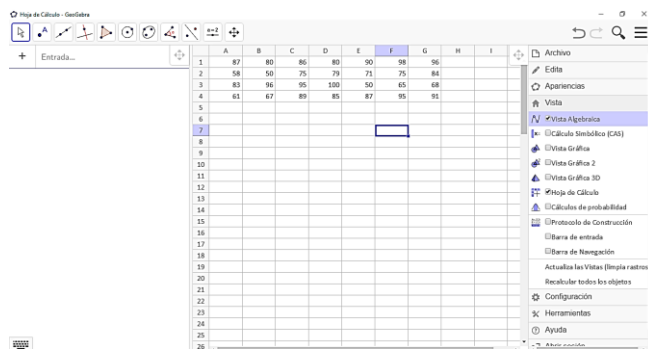 Hoja de Cálculo - GeoGebra
a=2
+ Entrada...
A B C D E F G H I
1 87 80 86 80 90 98 96
2 58 50 75 79 71 75 84
3 83 96 95 100 50 65 68
4 61 67 89 85 87 95 91
5
6
7
8
9
10
11
12
13
14
15
16
17
18
19
20
21
22
23
24
25
26
Archivo
Edita
Apariencias
Vista
Vista Algebraica
Cálculo Simbólico (CAS)
Vista Gráfica
Vista Gráfica 2
Vista Gráfica 3D
Hoja de Cálculo
Cálculos de probabilidad
Protocolo de Construcción
Barra de entrada
Barra de Navegación
Actualiza las Vistas (limpia rastros
Recalcular todos los objetos
Configuración
Herramientas
Ayuda
Abrir sesión